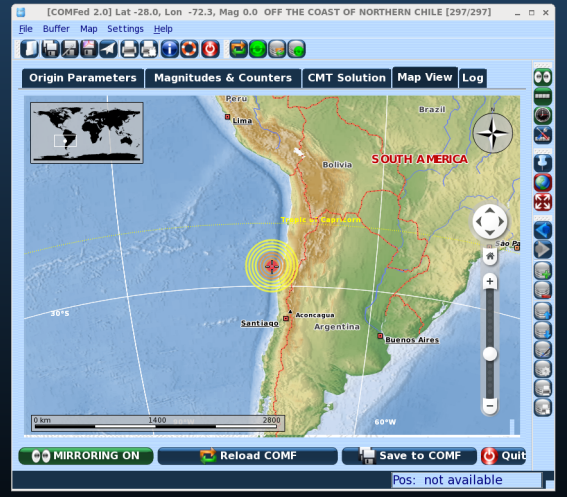 [COMFed 2.0] Lat -28.0, Lon -72.3, Mag 0.0 OFF THE COAST OF NORTHERN CHILE [297/297]
File Buffer Map Settings Help
Origin Parameters
Magnitudes & Counters
CMT Solution
Map View
Log
Peru
Lima
Brazil
N
Bolivia
SOUTH AMERICA
Tropic of Capricorn
São P
30°S
Aconcagua
Santiago
Argentina
Buenos Aires
0 km 1400 2800
60°W
MIRRORING ON
Reload COMF
Save to COMF
Quit
Pos: not available